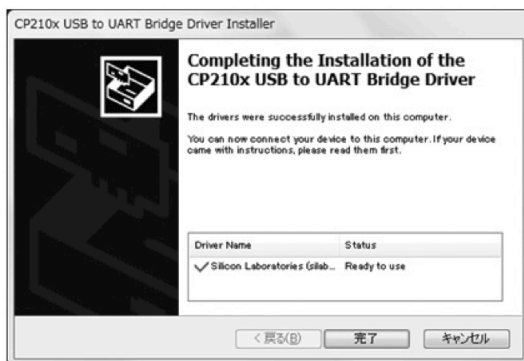 CP210x USB to UART Bridge Driver Installer
Completing the Installation of the
CP210x USB to UART Bridge Driver
The drivers were successfully installed on this computer.
You can now connect your device to this computer. If your device
came with instructions, please read them first.
Driver Name Status
Silicon Laboratories (silab... Ready to use
< 戻る(B) 完了 キャンセル